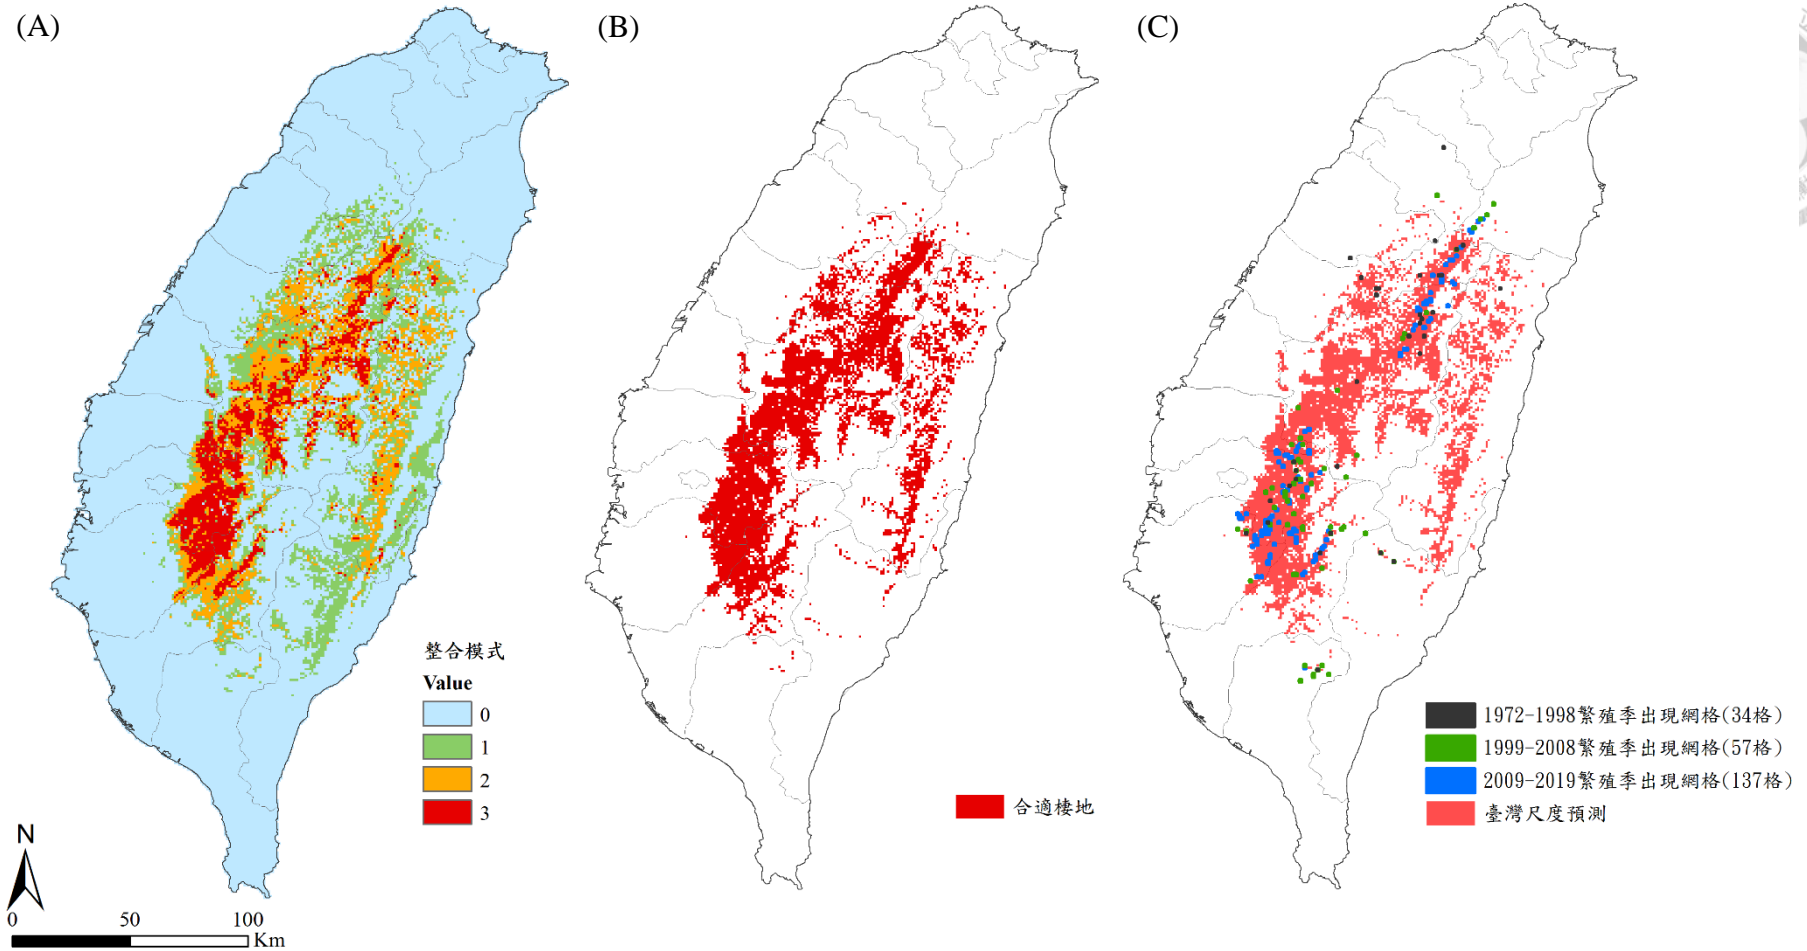 (A)
(B)
(C)
整合模式
Value
0
1
2
3
合適棲地
1972-1998繁殖季出現網格(34格)
1999-2008繁殖季出現網格(57格)
2009-2019繁殖季出現網格(137格)
臺灣尺度預測
N
0 50 100
Km